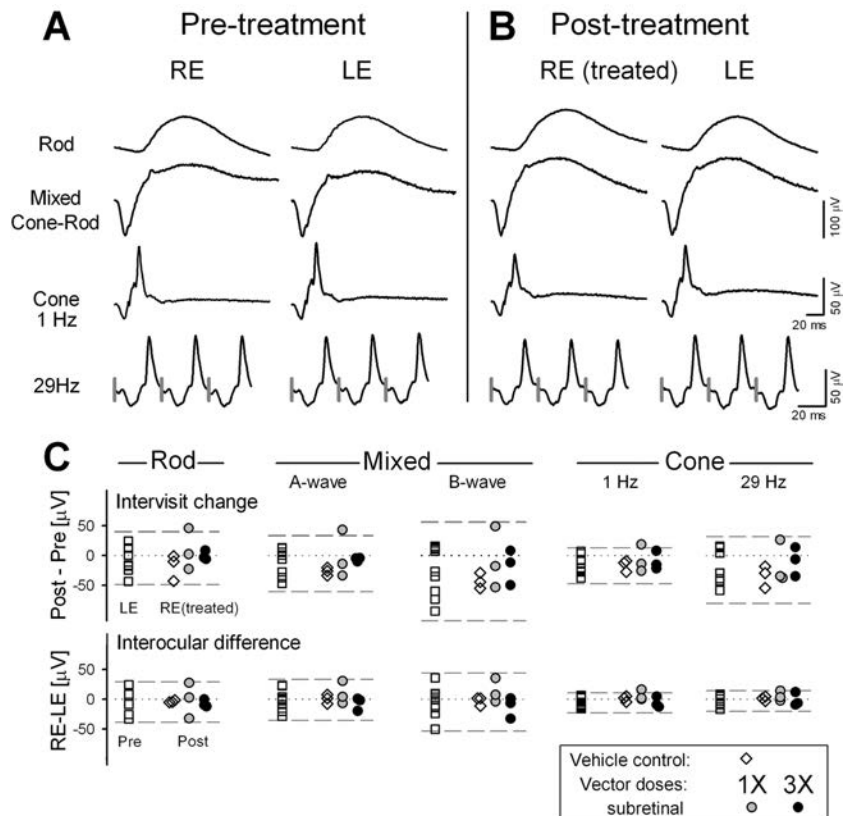 A Pre-treatment
RE LE
B Post-treatment
RE (treated) LE
Rod
Mixed
Cone-Rod
100 µV
Cone
1 Hz
50 µV
20 ms
29Hz
50 µV
20 ms
C
Rod Mixed Cone
A-wave B-wave 1 Hz 29 Hz
Intervisit change
Post - Pre [µV]
50
0
-50
LE RE(treated)
Interocular difference
RE-LE [µV]
50
0
-50
Pre Post
Vehicle control:
Vector doses: 1X 3X
subretinal